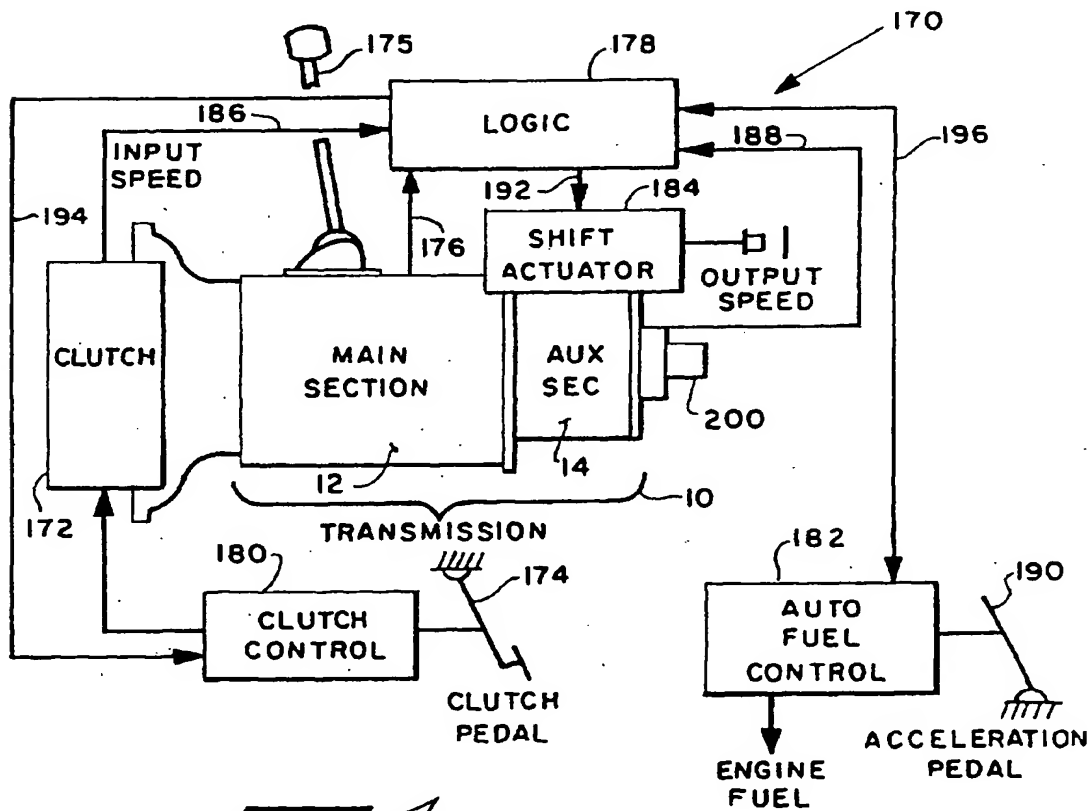 175
178
170
LOGIC
186
INPUT
SPEED
188
196
192
184
194
176
SHIFT
ACTUATOR
OUTPUT
SPEED
CLUTCH
MAIN
SECTION
AUX
SEC
200
12
14
10
172
TRANSMISSION
180
174
182
190
CLUTCH
CONTROL
AUTO
FUEL
CONTROL
CLUTCH
PEDAL
ACCELERATION
PEDAL
ENGINE
FUEL